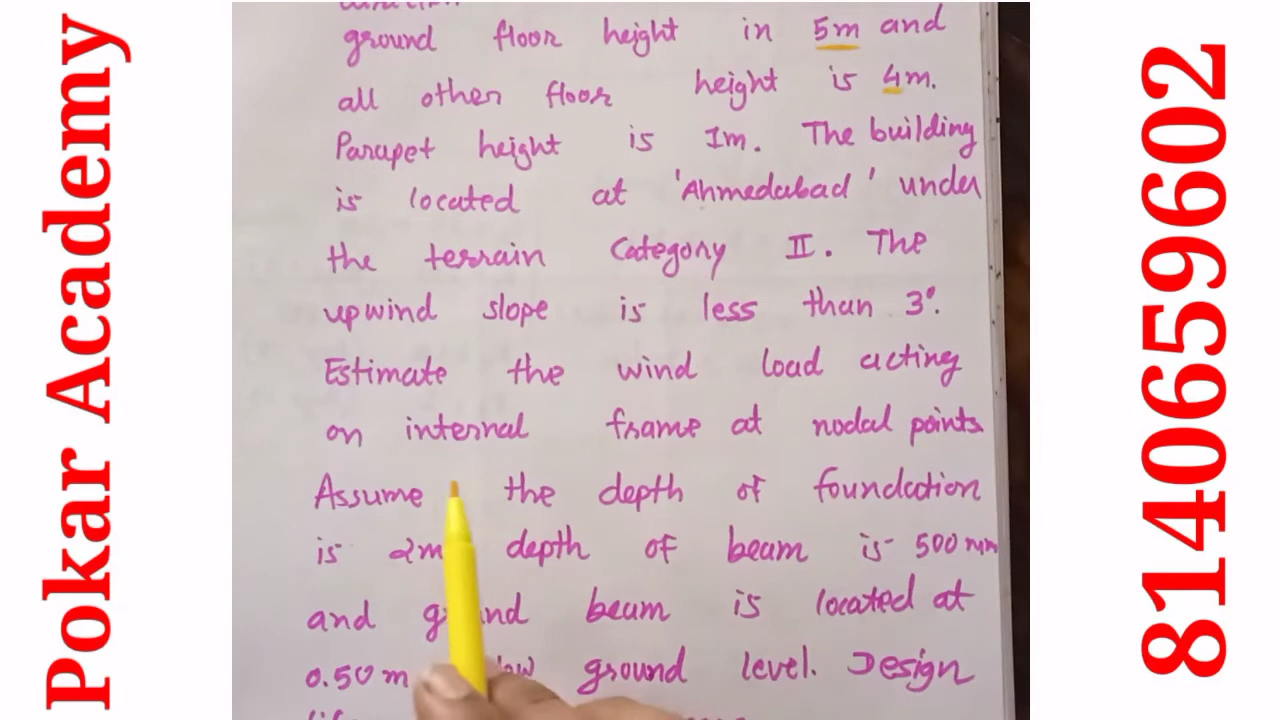 Pokar Academy
ground floor height in 5m and
all other floor height is 4m.
Parapet height is 1m. The building
is located at 'Ahmedabad' under
the terrain Category II. The
upwind slope is less than 3°.
Estimate the wind load acting
on internal frame at nodal points
Assume the depth of foundation
is 2m depth of beam is 500 mm
and ground beam is located at
0.50 m ground level. Design
8140659602